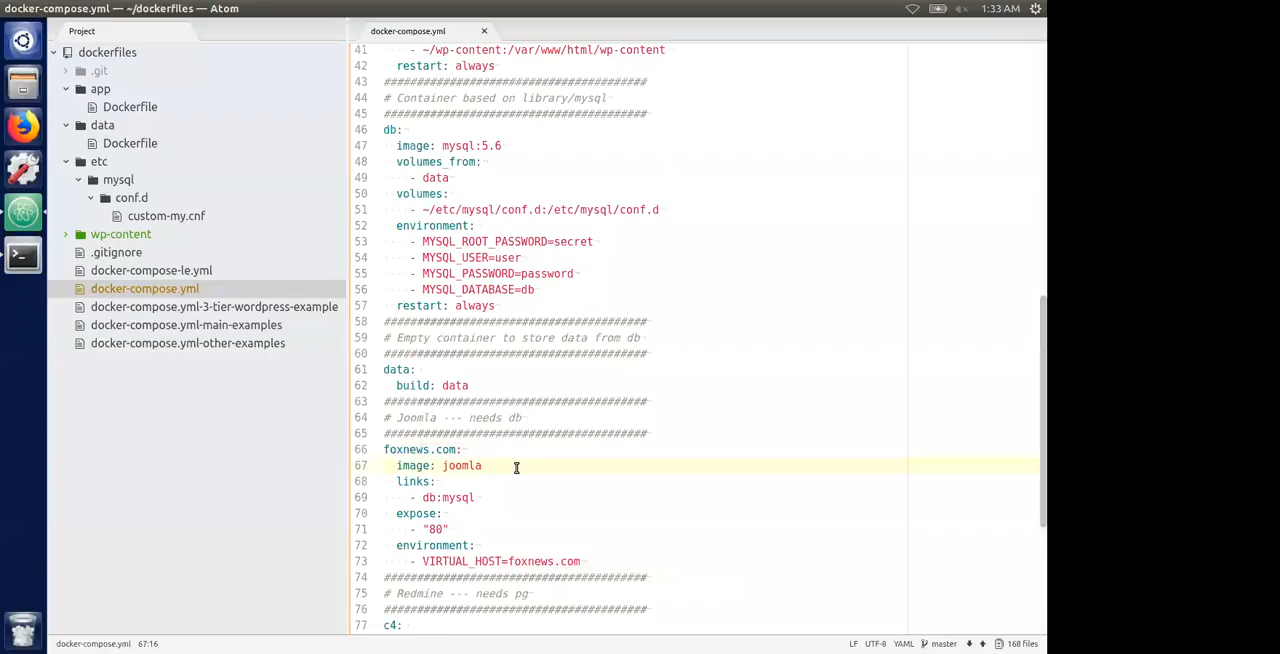 docker-compose.yml — ~/dockerfiles — Atom
1:33 AM
Project
docker-compose.yml
dockerfiles
.git
app
Dockerfile
data
Dockerfile
etc
mysql
conf.d
custom-my.cnf
wp-content
.gitignore
docker-compose-le.yml
docker-compose.yml
docker-compose.yml-3-tier-wordpress-example
docker-compose.yml-main-examples
docker-compose.yml-other-examples
41 - ~/wp-content:/var/www/html/wp-content
42 restart: always
43 ########################################
44 # Container based on library/mysql
45 ########################################
46 db:
47 image: mysql:5.6
48 volumes_from:
49 - data
50 volumes:
51 - ~/etc/mysql/conf.d:/etc/mysql/conf.d
52 environment:
53 - MYSQL_ROOT_PASSWORD=secret
54 - MYSQL_USER=user
55 - MYSQL_PASSWORD=password
56 - MYSQL_DATABASE=db
57 restart: always
58 ########################################
59 # Empty container to store data from db
60 ########################################
61 data:
62 build: data
63 ########################################
64 # Joomla --- needs db
65 ########################################
66 foxnews.com:
67 image: joomla
68 links:
69 - db:mysql
70 expose:
71 - "80"
72 environment:
73 - VIRTUAL_HOST=foxnews.com
74 ########################################
75 # Redmine --- needs pg
76 ########################################
77 c4:
docker-compose.yml 67:16
LF UTF-8 YAML master 168 files